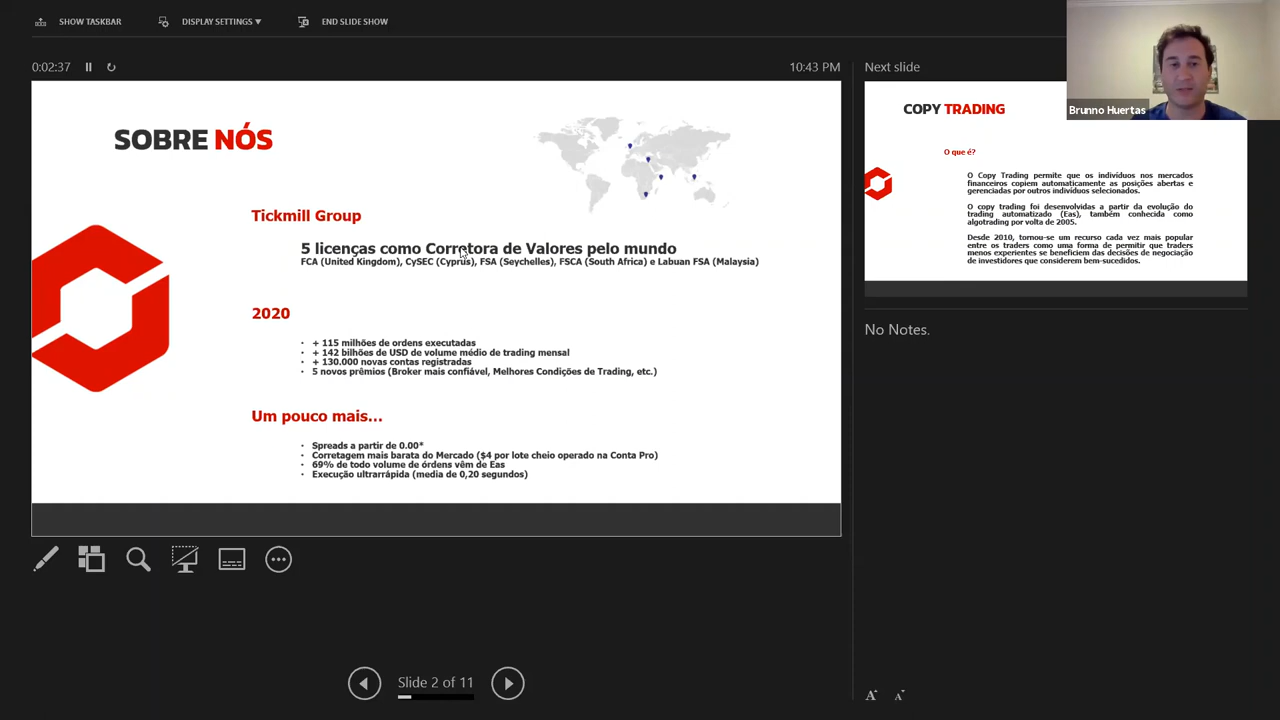 SHOW TASKBAR
DISPLAY SETTINGS ▼
END SLIDE SHOW
0:02:37
10:43 PM
SOBRE NÓS
Tickmill Group
5 licenças como Corretora de Valores pelo mundo
FCA (United Kingdom), CySEC (Cyprus), FSA (Seychelles), FSCA (South Africa) e Labuan FSA (Malaysia)
2020
• + 115 milhões de ordens executadas
• + 142 bilhões de USD de volume médio de trading mensal
• + 130.000 novas contas registradas
• 5 novos prêmios (Broker mais confiável, Melhores Condições de Trading, etc.)
Um pouco mais...
• Spreads a partir de 0.00*
• Corretagem mais barata do Mercado ($4 por lote cheio operado na Conta Pro)
• 69% de todo volume de órdens vêm de Eas
• Execução ultrarrápida (media de 0,20 segundos)
Slide 2 of 11
Next slide
Brunno Huertas
COPY TRADING
O que é?
O Copy Trading permite que os indivíduos nos mercados
financeiros copiem automaticamente as posições abertas e
gerenciadas por outros indivíduos selecionados.
O copy trading foi desenvolvidas a partir da evolução do
trading automatizado (Eas), também conhecida como
algotrading por volta de 2005.
Desde 2010, tornou-se um recurso cada vez mais popular
entre os traders como uma forma de permitir que traders
menos experientes se beneficiem das decisões de negociação
de investidores que considerem bem-sucedidos.
No Notes.
A A